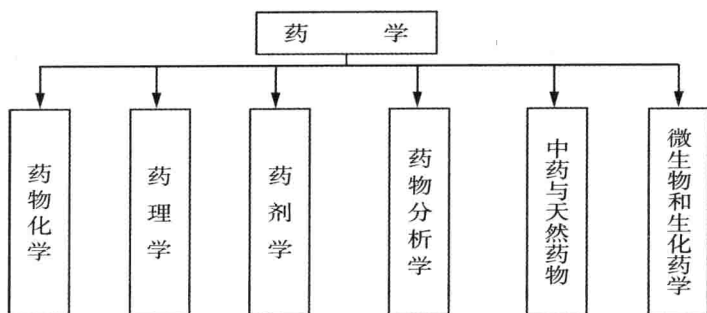 药 学
药物化学
药理学
药剂学
药物分析学
中药与天然药物
微生物和生化药学